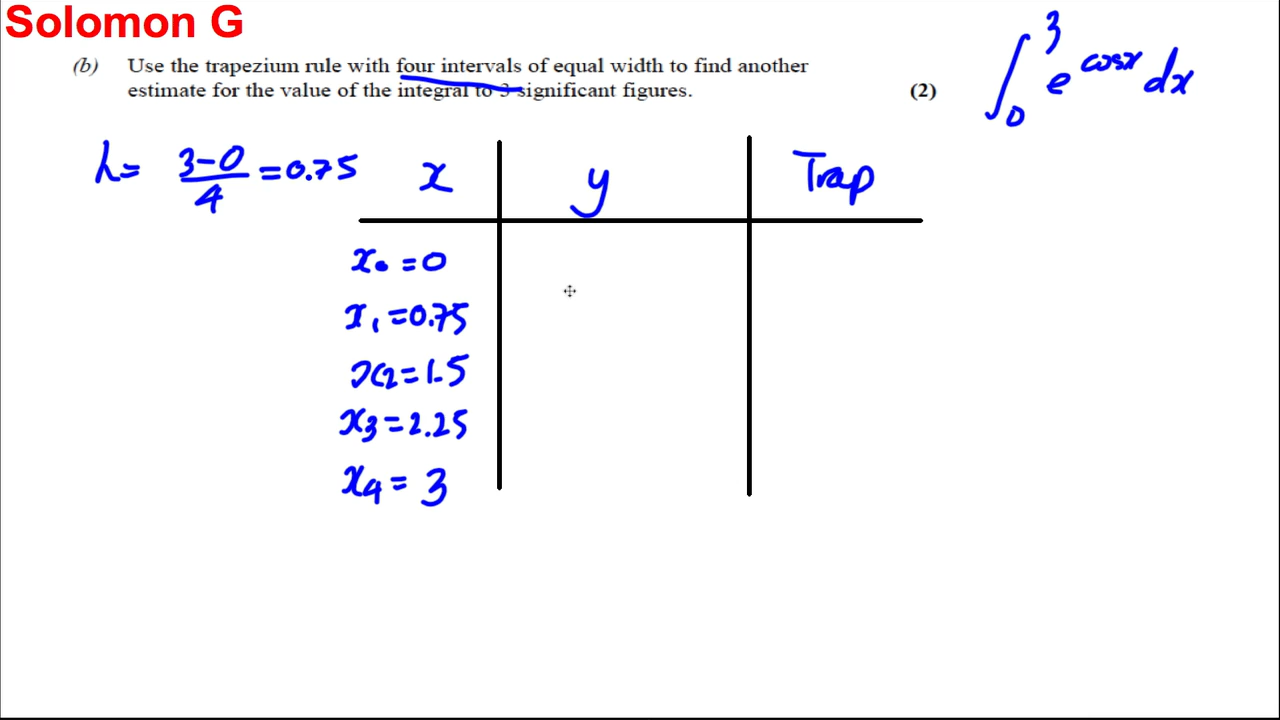 Solomon G
(b) Use the trapezium rule with four intervals of equal width to find another
estimate for the value of the integral to 3 significant figures. (2)
∫₀³ e^cosx dx
h = (3-0)/4 = 0.75
x y Trap
x₀ = 0
x₁ = 0.75
x₂ = 1.5
x₃ = 2.25
x₄ = 3